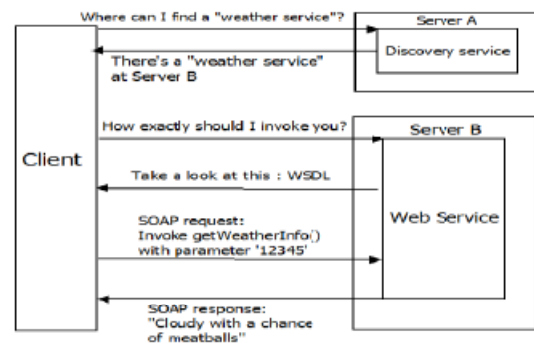 Where can I find a "weather service"?
Server A
Discovery service
There's a "weather service"
at Server B
How exactly should I invoke you?
Server B
Client
Take a look at this : WSDL
Web Service
SOAP request:
Invoke getWeatherInfo()
with parameter '12345'
SOAP response:
"Cloudy with a chance
of meatballs"